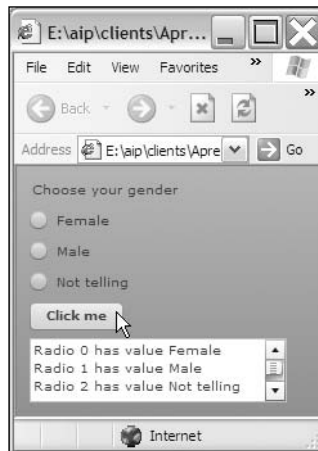 E:\aip\clients\Apr...
File Edit View Favorites »
Back »
Address E:\aip\clients\Apre Go
Choose your gender
Female
Male
Not telling
Click me
Radio 0 has value Female
Radio 1 has value Male
Radio 2 has value Not telling
Internet